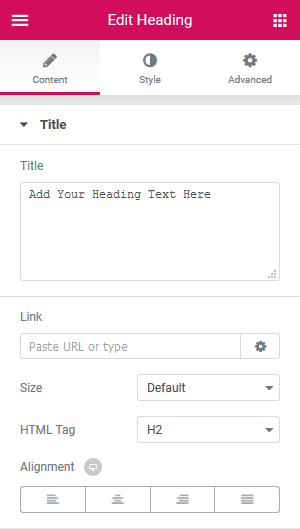 Edit Heading
Content Style Advanced
Title
Title
Add Your Heading Text Here
Link
Paste URL or type
Size Default
HTML Tag H2
Alignment